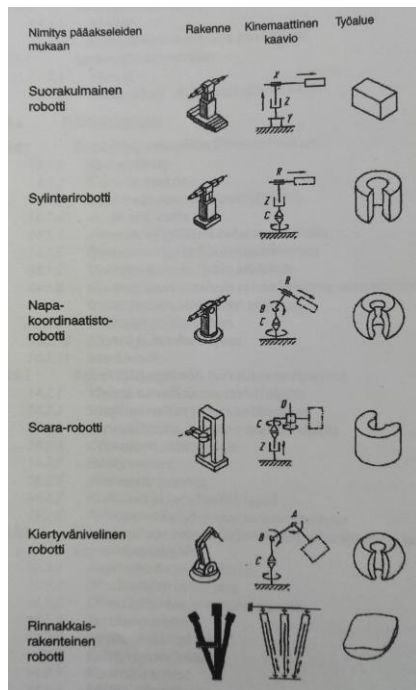 Nimitys pääakseleiden
mukaan
Rakenne
Kinemaattinen
kaavio
Työalue
Suorakulmainen
robotti
X
Z
Y
Sylinterirobotti
R
Z
C
Napa-
koordinaatisto-
robotti
R
B
C
Scara-robotti
D
C
Z
Kiertyvänivelinen
robotti
A
B
C
Rinnakkais-
rakenteinen
robotti